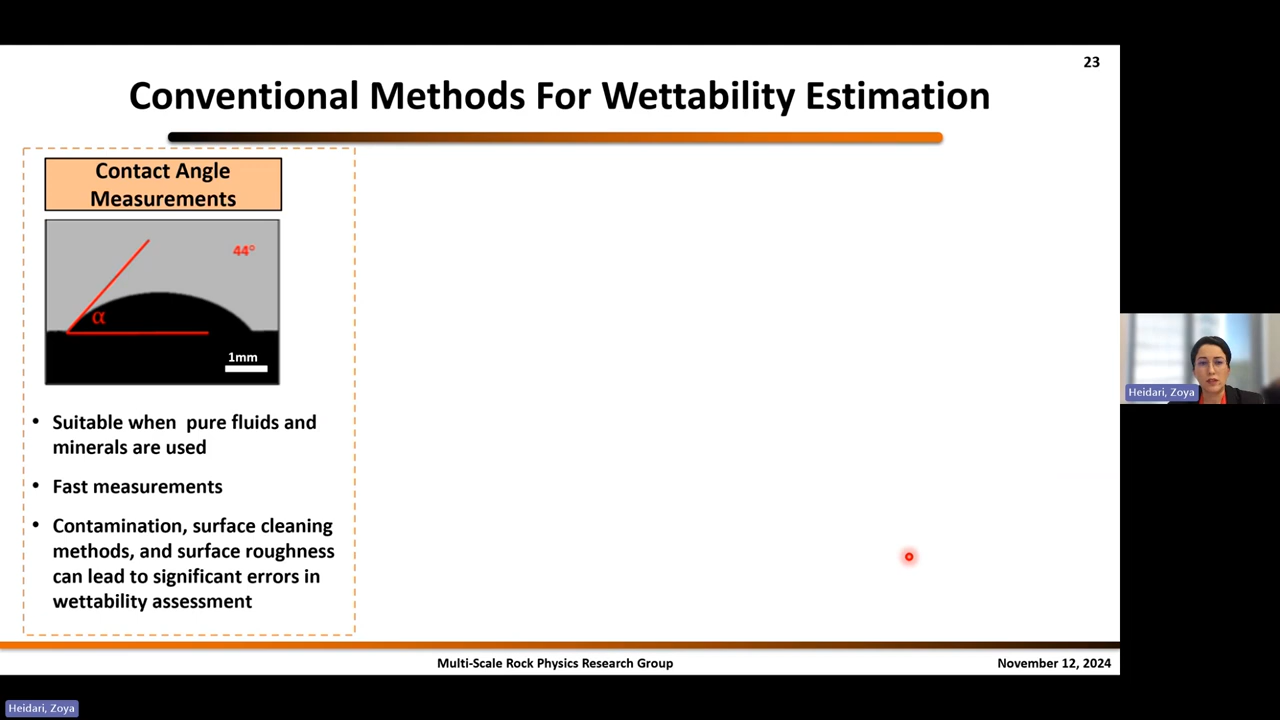 23
Conventional Methods For Wettability Estimation
Contact Angle
Measurements
44°
α
1mm
• Suitable when pure fluids and
minerals are used
• Fast measurements
• Contamination, surface cleaning
methods, and surface roughness
can lead to significant errors in
wettability assessment
Multi-Scale Rock Physics Research Group
November 12, 2024
Heidari, Zoya
Heidari, Zoya